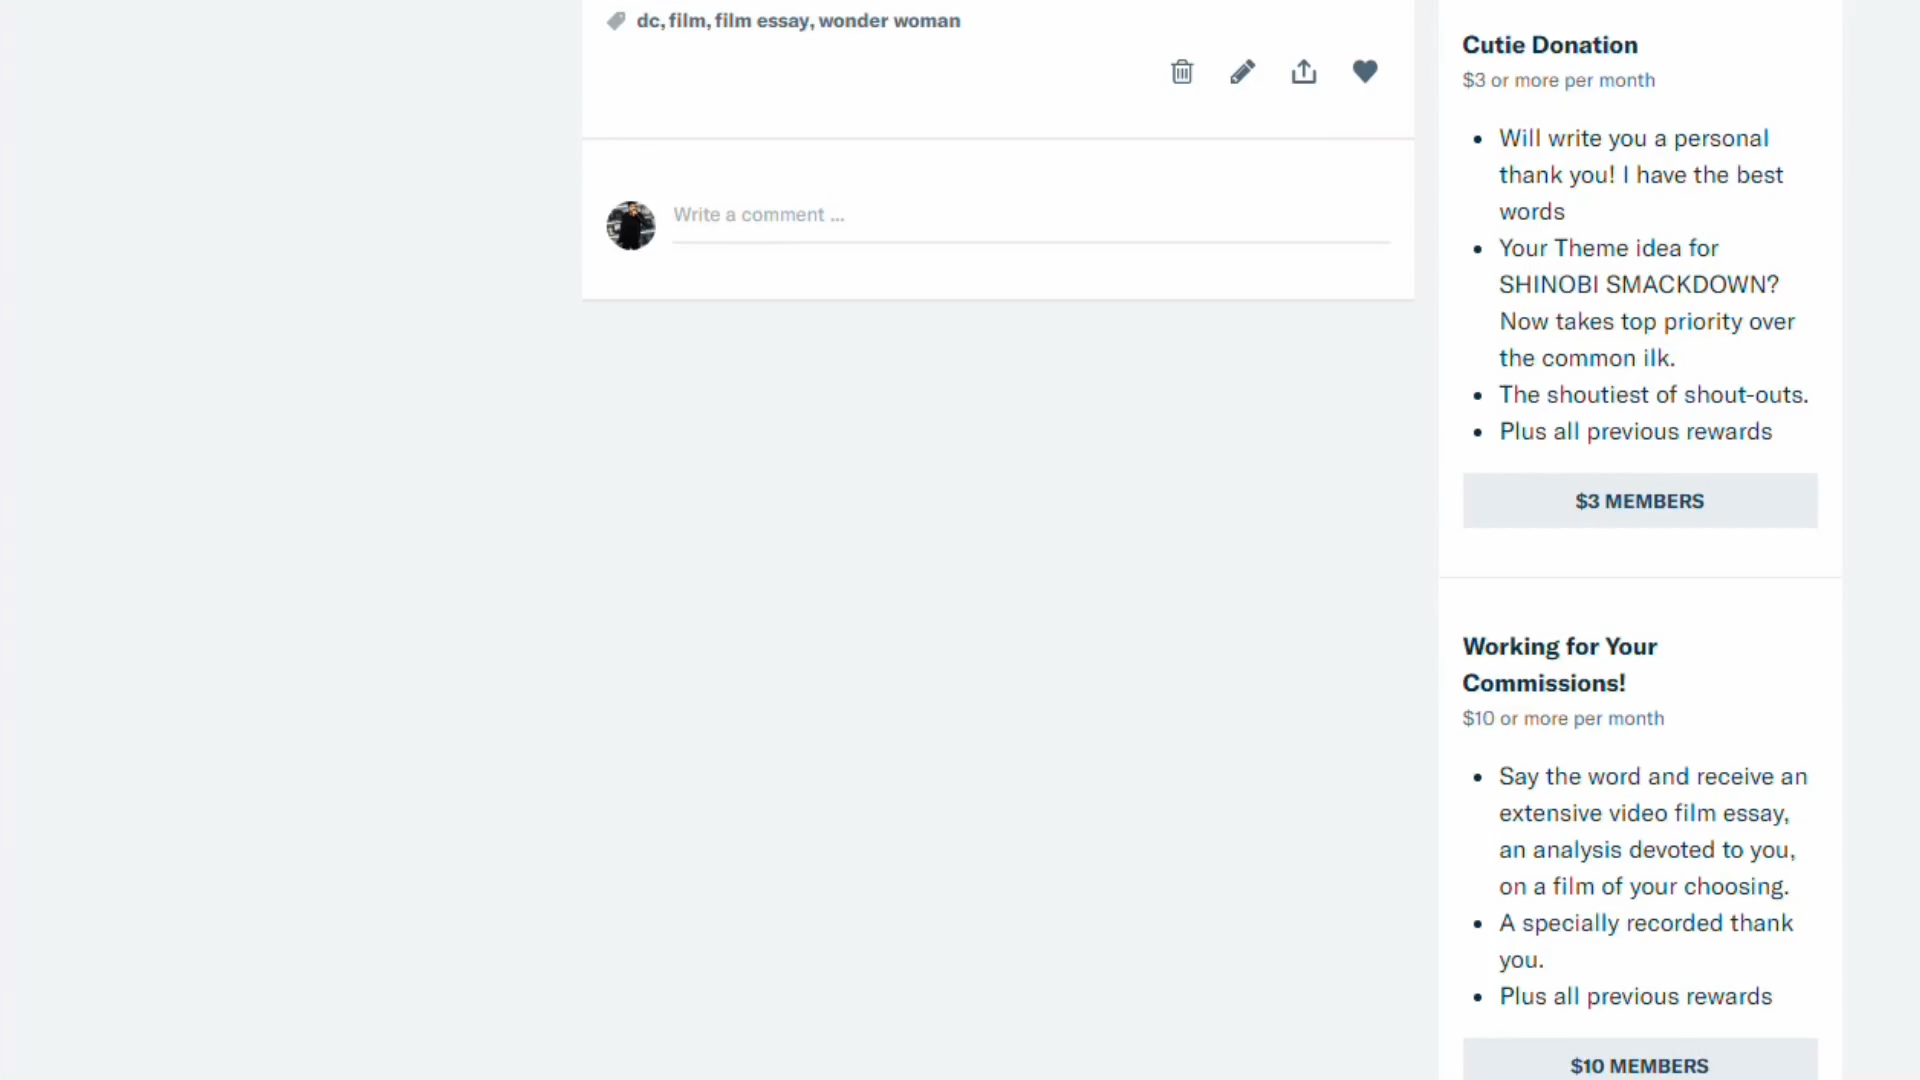 dc, film, film essay, wonder woman
Write a comment ...
Cutie Donation
$3 or more per month
Will write you a personal
thank you! I have the best
words
Your Theme idea for
SHINOBI SMACKDOWN?
Now takes top priority over
the common ilk.
The shoutiest of shout-outs.
Plus all previous rewards
$3 MEMBERS
Working for Your
Commissions!
$10 or more per month
Say the word and receive an
extensive video film essay,
an analysis devoted to you,
on a film of your choosing.
A specially recorded thank
you.
Plus all previous rewards
$10 MEMBERS